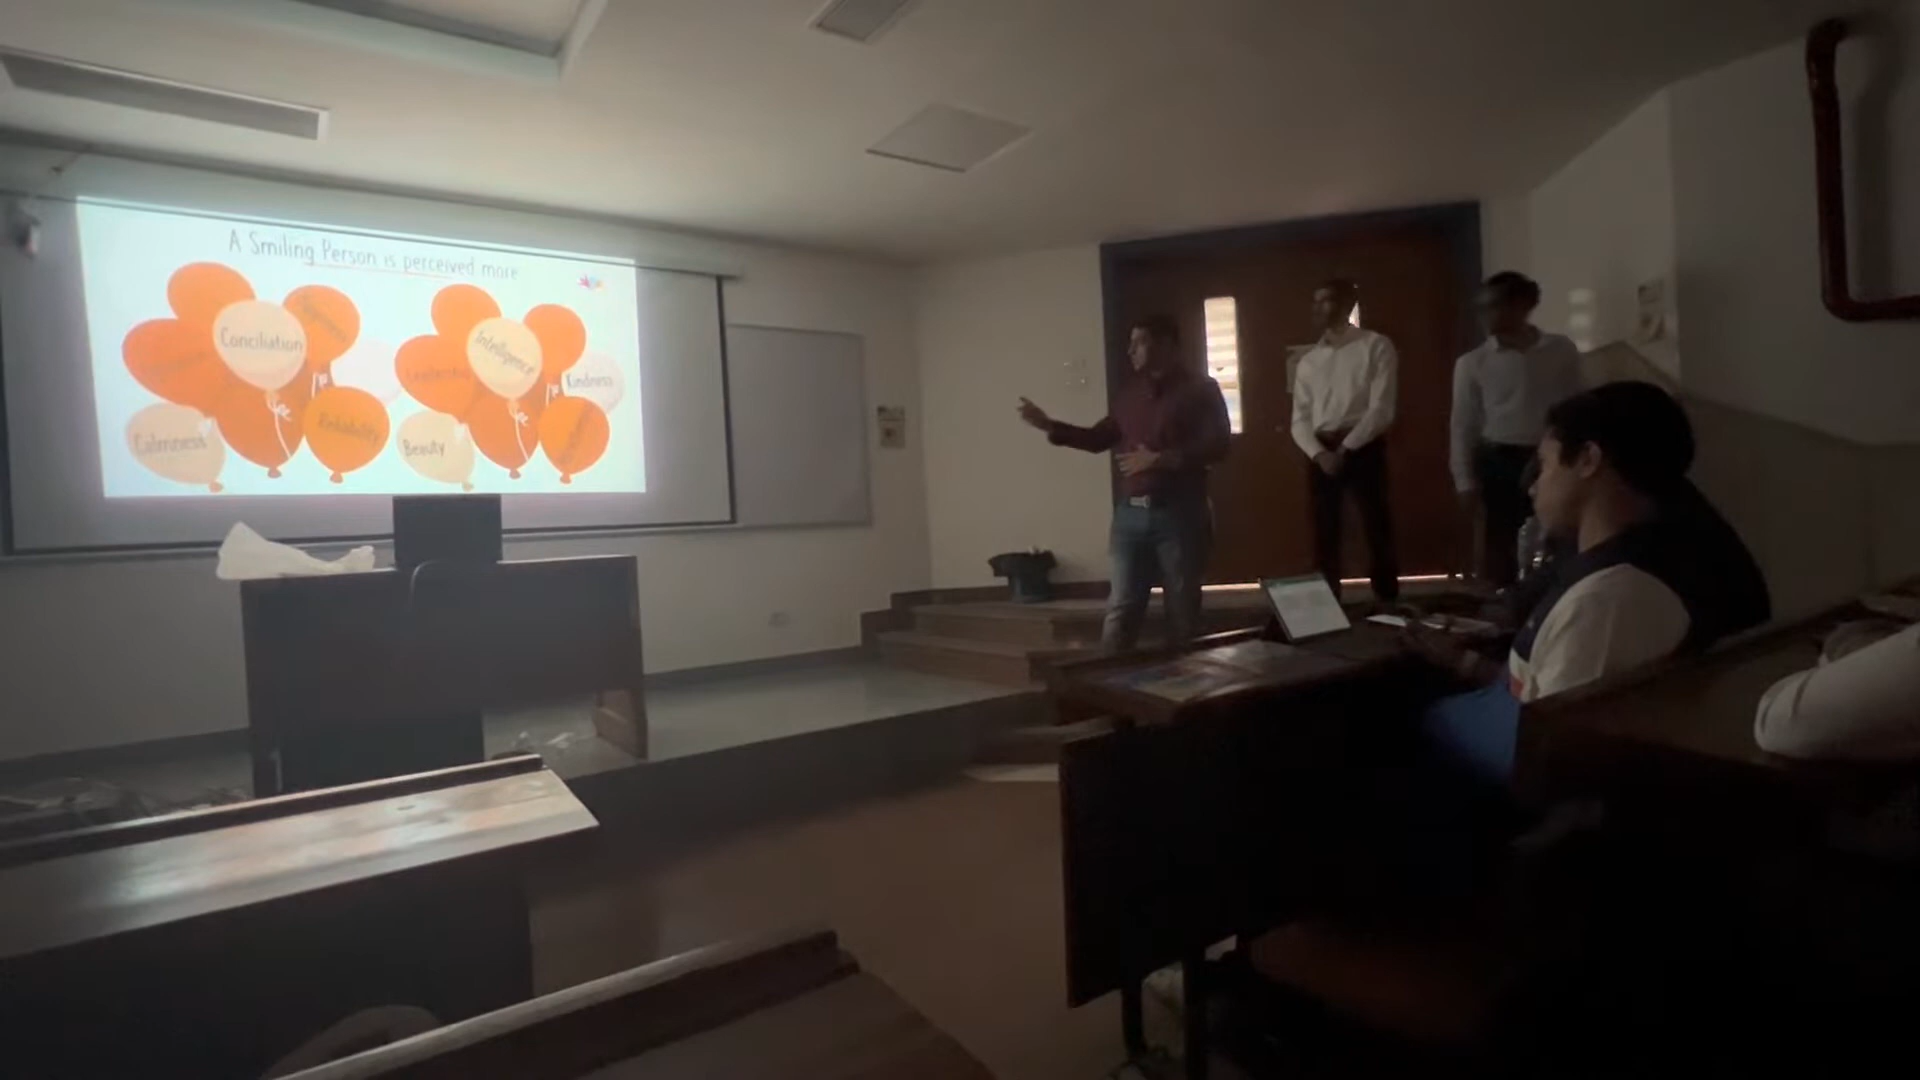 A Smiling Person is perceived more
Conciliation
Intelligence
Leadership
Kindness
Calmness
Reliability
Beauty